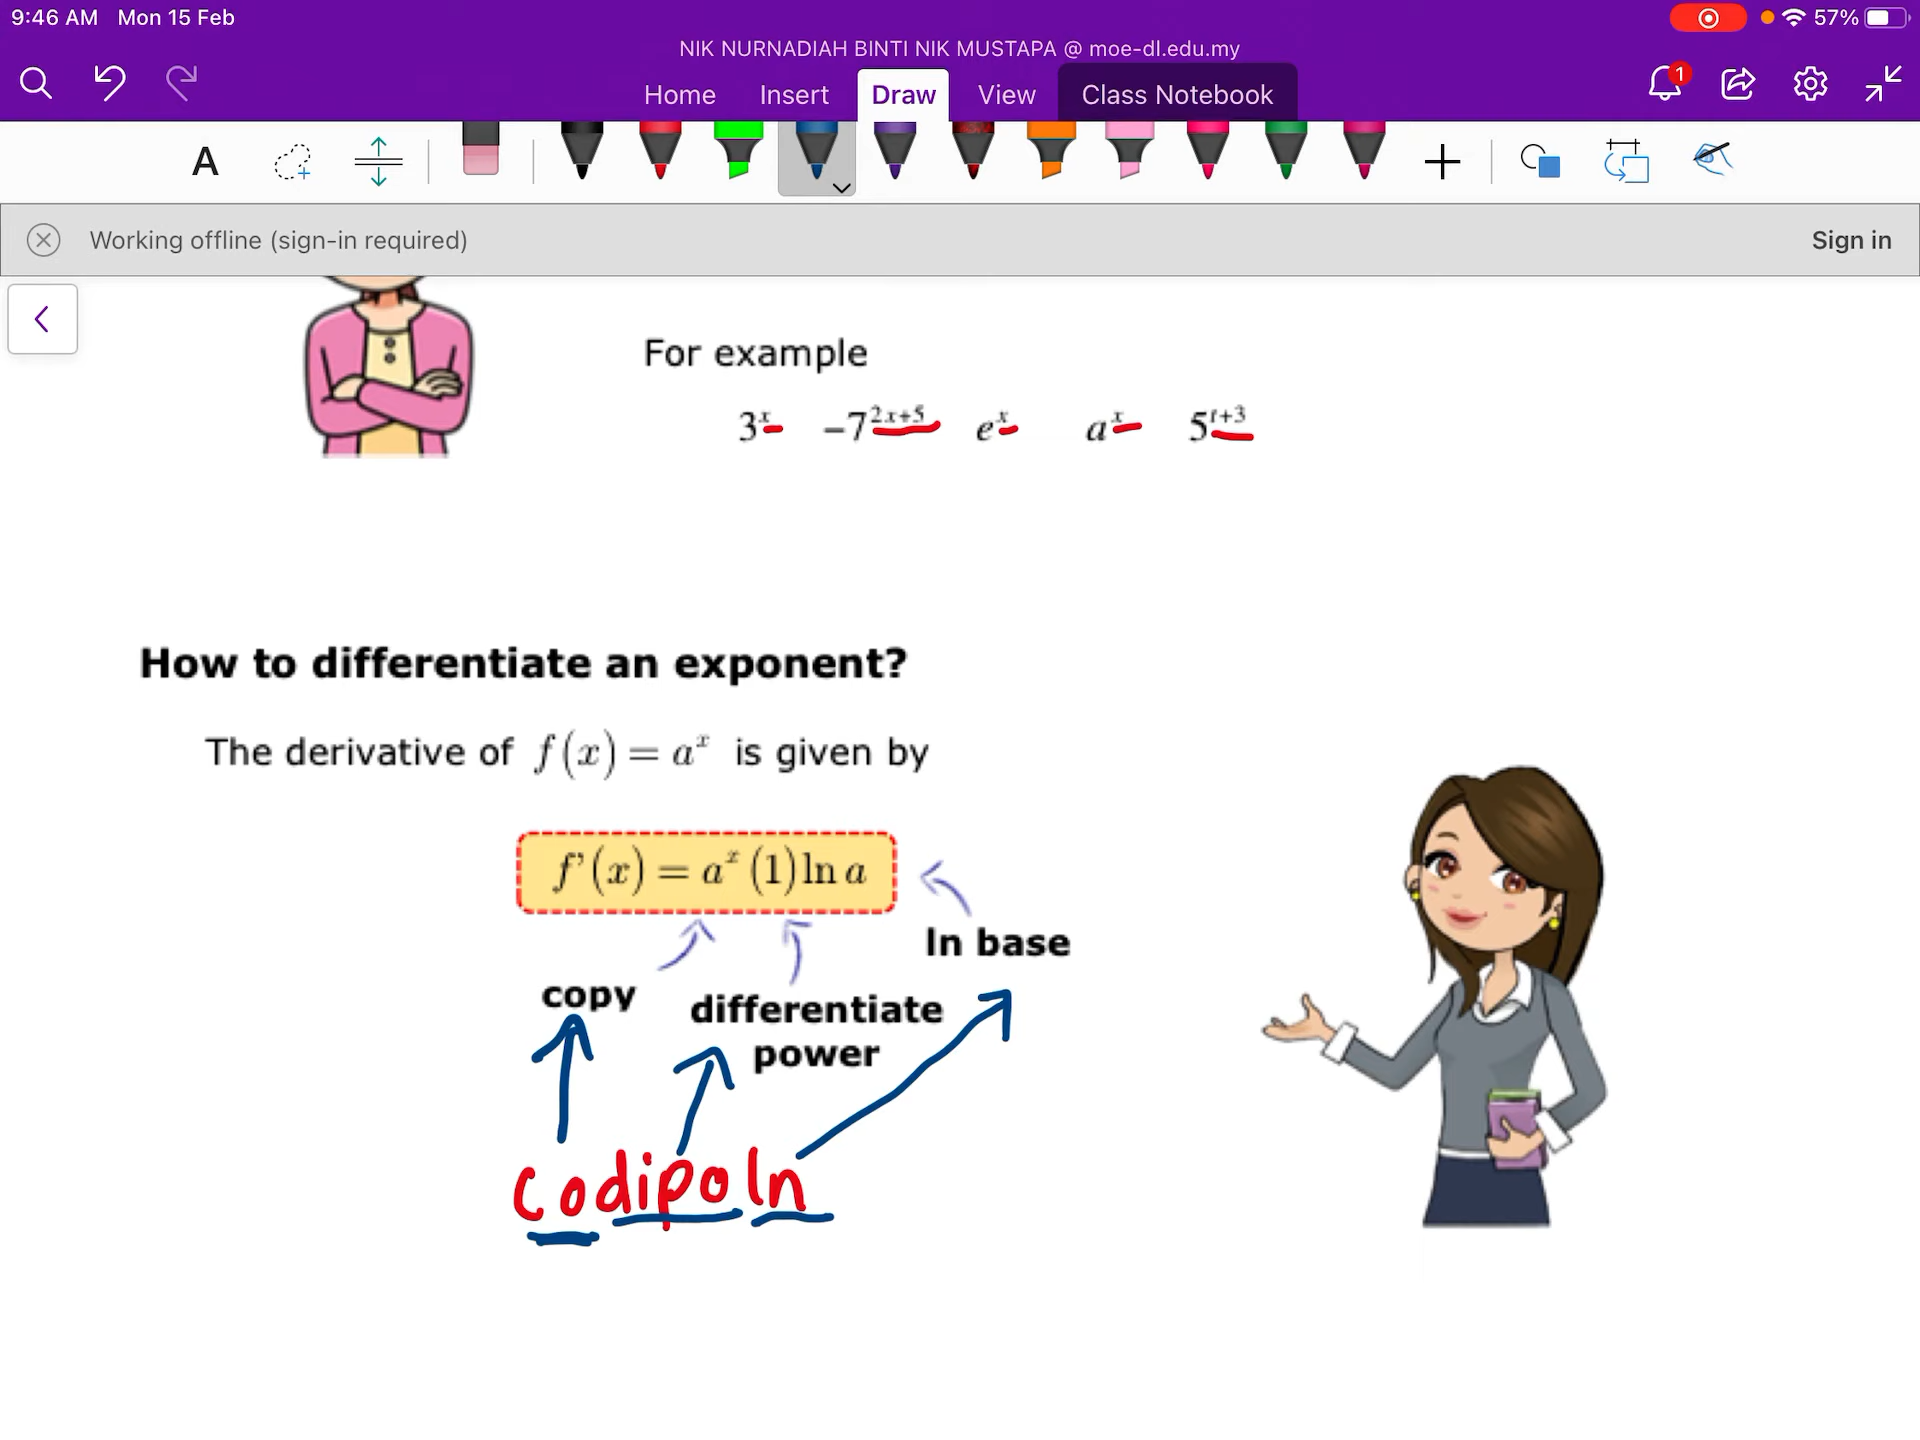 9:46 AM Mon 15 Feb
57%
NIK NURNADIAH BINTI NIK MUSTAPA @ moe-dl.edu.my
Home Insert Draw View Class Notebook
1
A
Working offline (sign-in required) Sign in
For example
3^x -7^{2x+5} e^x a^x 5^{t+3}
How to differentiate an exponent?
The derivative of f(x) = a^x is given by
f'(x) = a^x (1) ln a
ln base
copy
differentiate
power
Codipoln